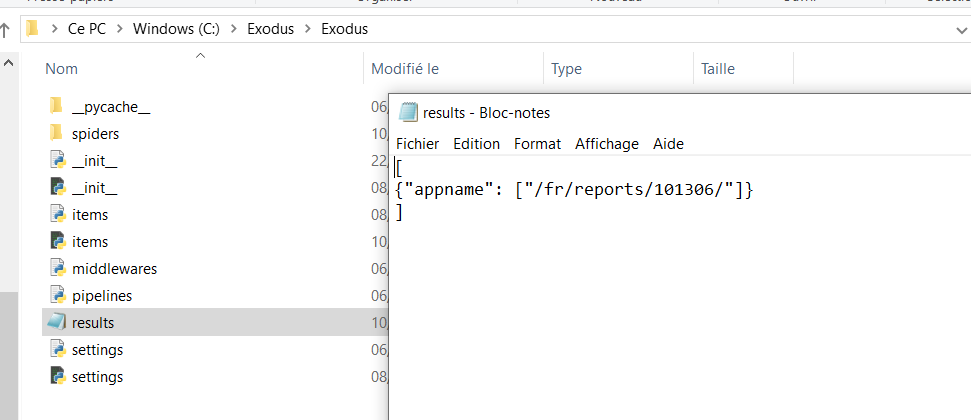 Ce PC > Windows (C:) > Exodus > Exodus
Nom Modifié le Type Taille
__pycache__ 06/
spiders 10/
__init__ 22/
__init__ 08/
items 08/
items 10/
middlewares 06/
pipelines 06/
results 10/
settings 06/
settings 08/
results - Bloc-notes
Fichier Edition Format Affichage Aide
[
{"appname": ["/fr/reports/101306/"]}
]